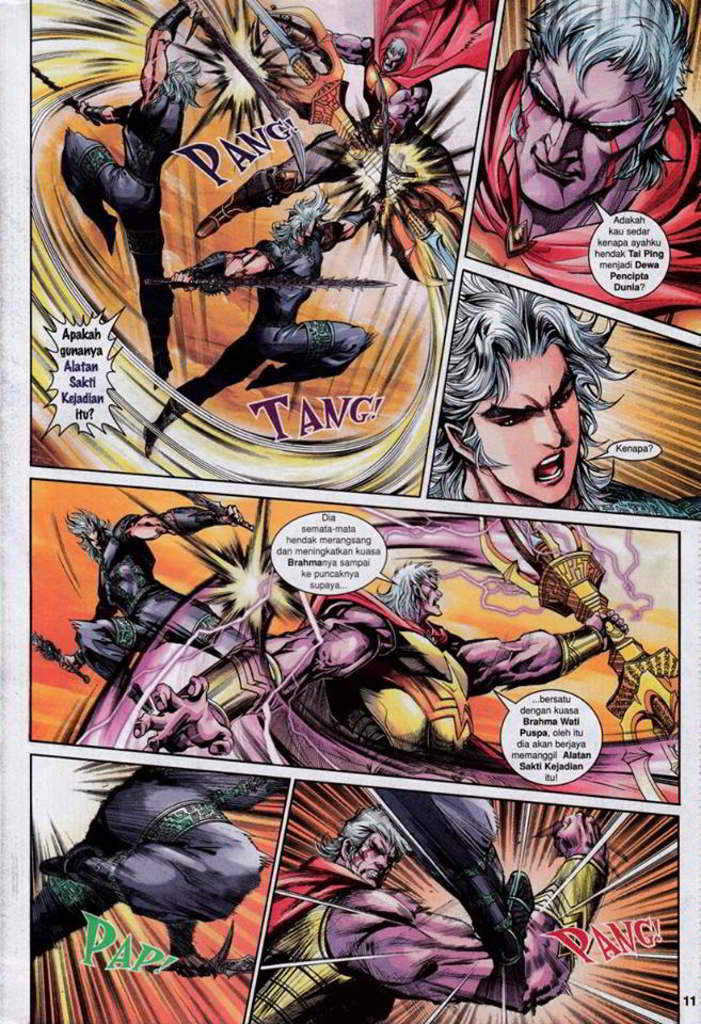 PANG!
Adakah
kau sedar
kenapa ayahku
hendak Tai Ping
menjadi Dewa
Pencipta
Dunia?
Apakah
gunanya
Alatan
Sakti
Kejadian
itu?
TANG!
Kenapa?
Dia
semata-mata
hendak merangsang
dan meningkatkan kuasa
Brahmanya sampai
ke puncaknya
supaya...
...bersatu
dengan kuasa
Brahma Wati
Puspa, oleh itu
dia akan berjaya
memanggil Alatan
Sakti Kejadian
itu!
PAP!
PANG!
11